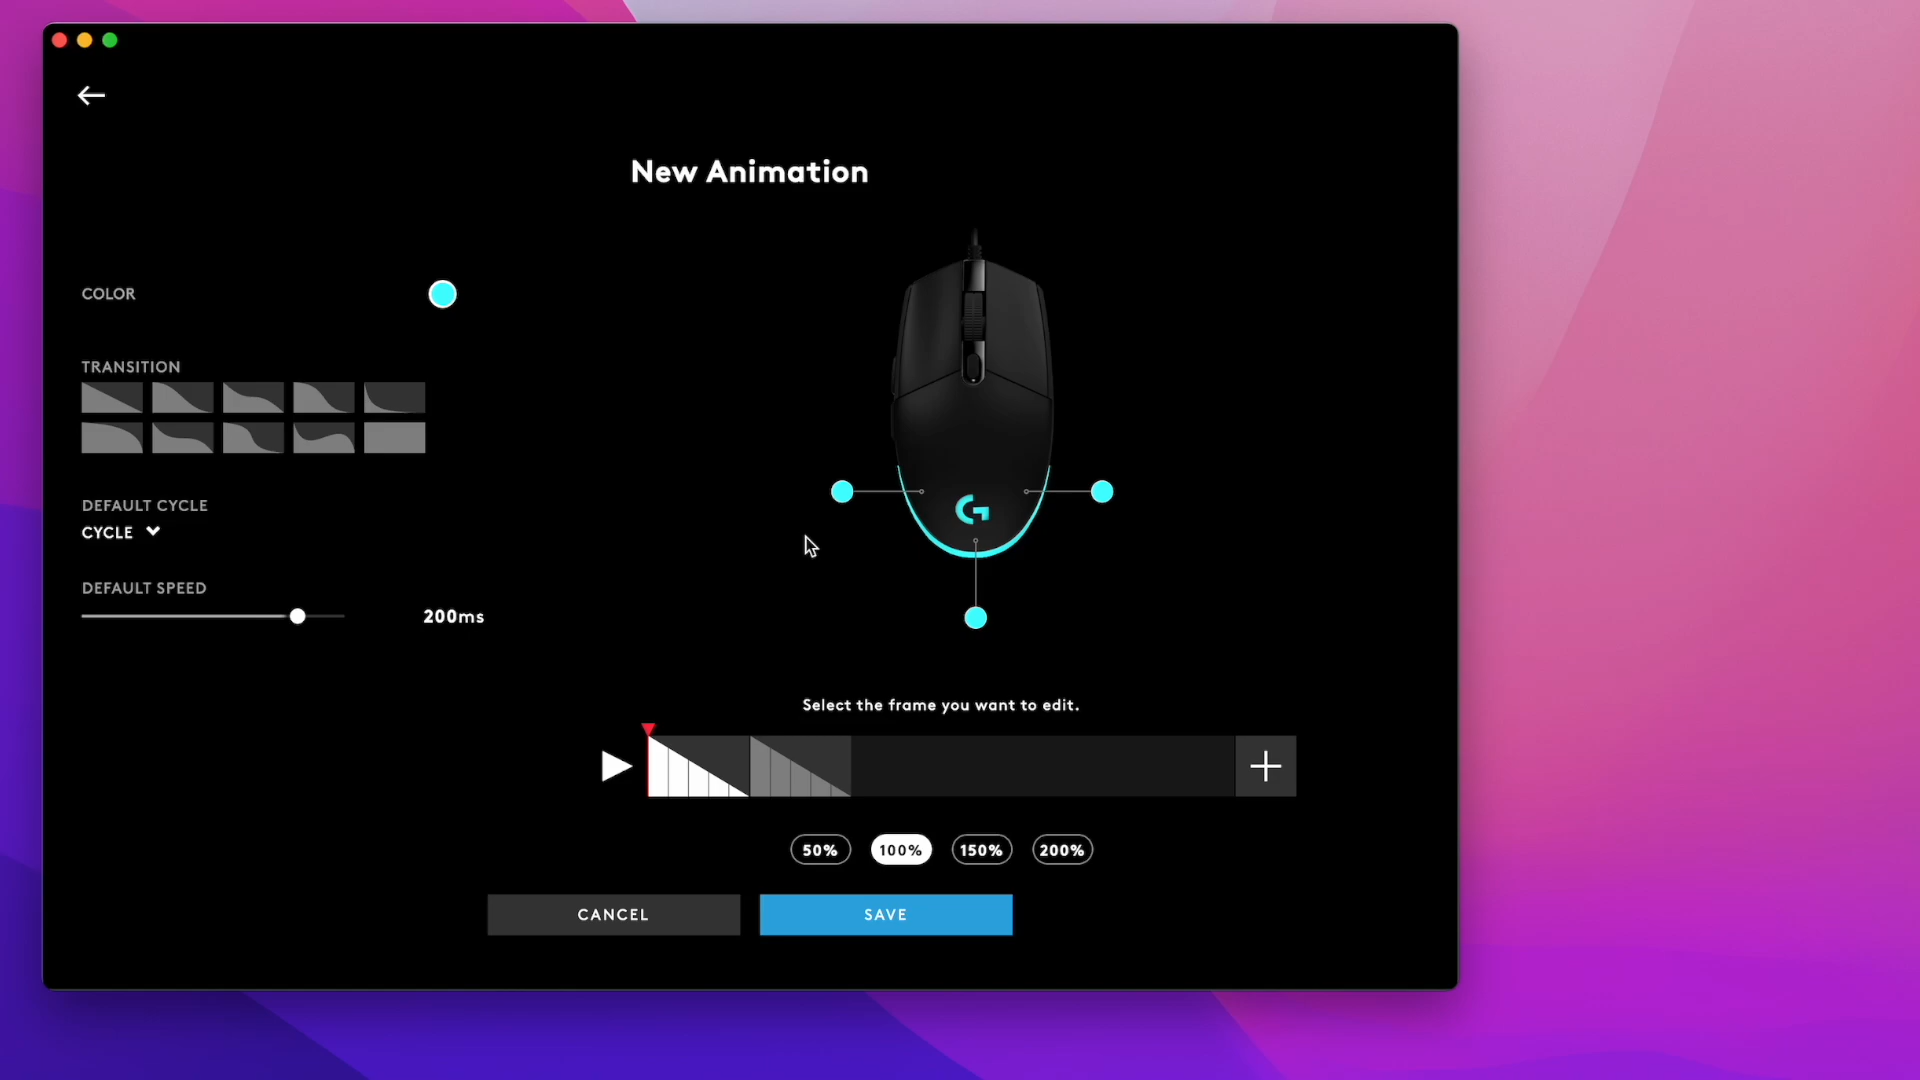 New Animation
COLOR
TRANSITION
DEFAULT CYCLE
CYCLE
DEFAULT SPEED
200ms
G
Select the frame you want to edit.
50% 100% 150% 200%
CANCEL SAVE